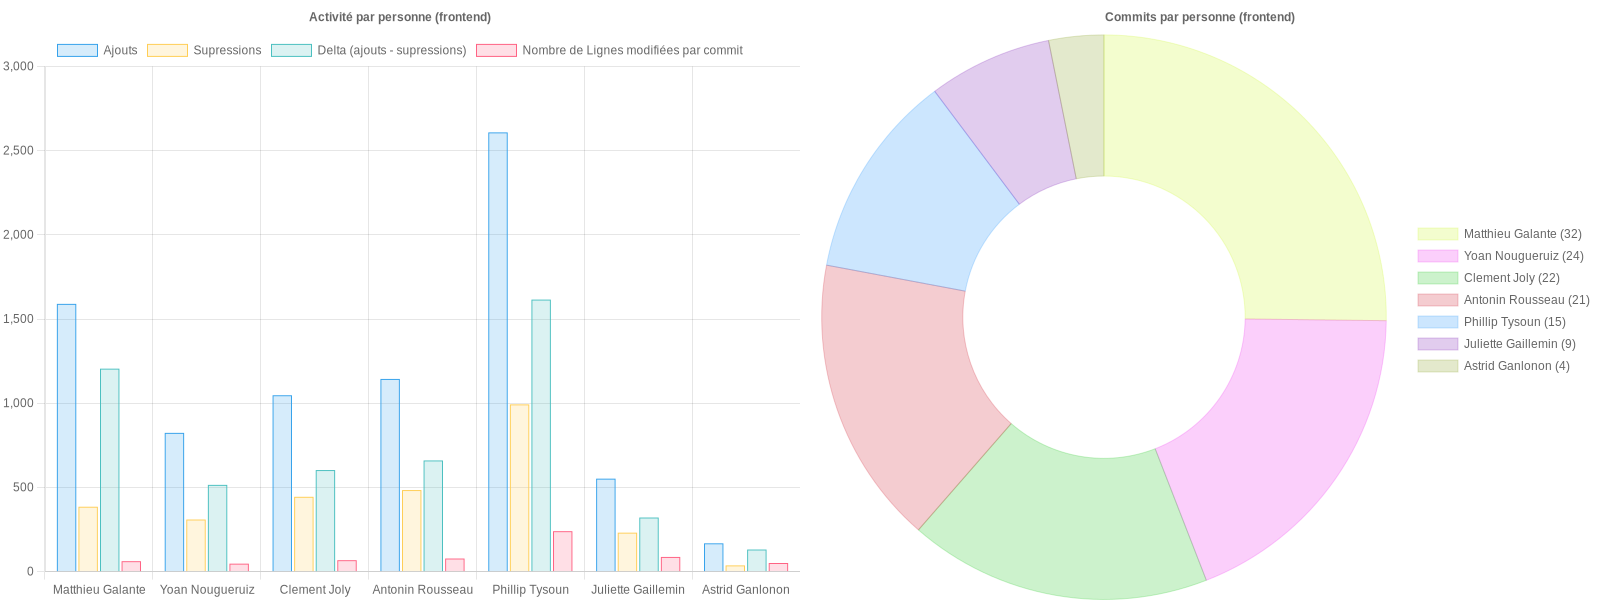 Activité par personne (frontend)
Ajouts Supressions Delta (ajouts - supressions) Nombre de Lignes modifiées par commit
3,000
2,500
2,000
1,500
1,000
500
0
Matthieu Galante Yoan Nougueruiz Clement Joly Antonin Rousseau Phillip Tysoun Juliette Gaillemin Astrid Ganlonon
Commits par personne (frontend)
Matthieu Galante (32)
Yoan Nougueruiz (24)
Clement Joly (22)
Antonin Rousseau (21)
Phillip Tysoun (15)
Juliette Gaillemin (9)
Astrid Ganlonon (4)